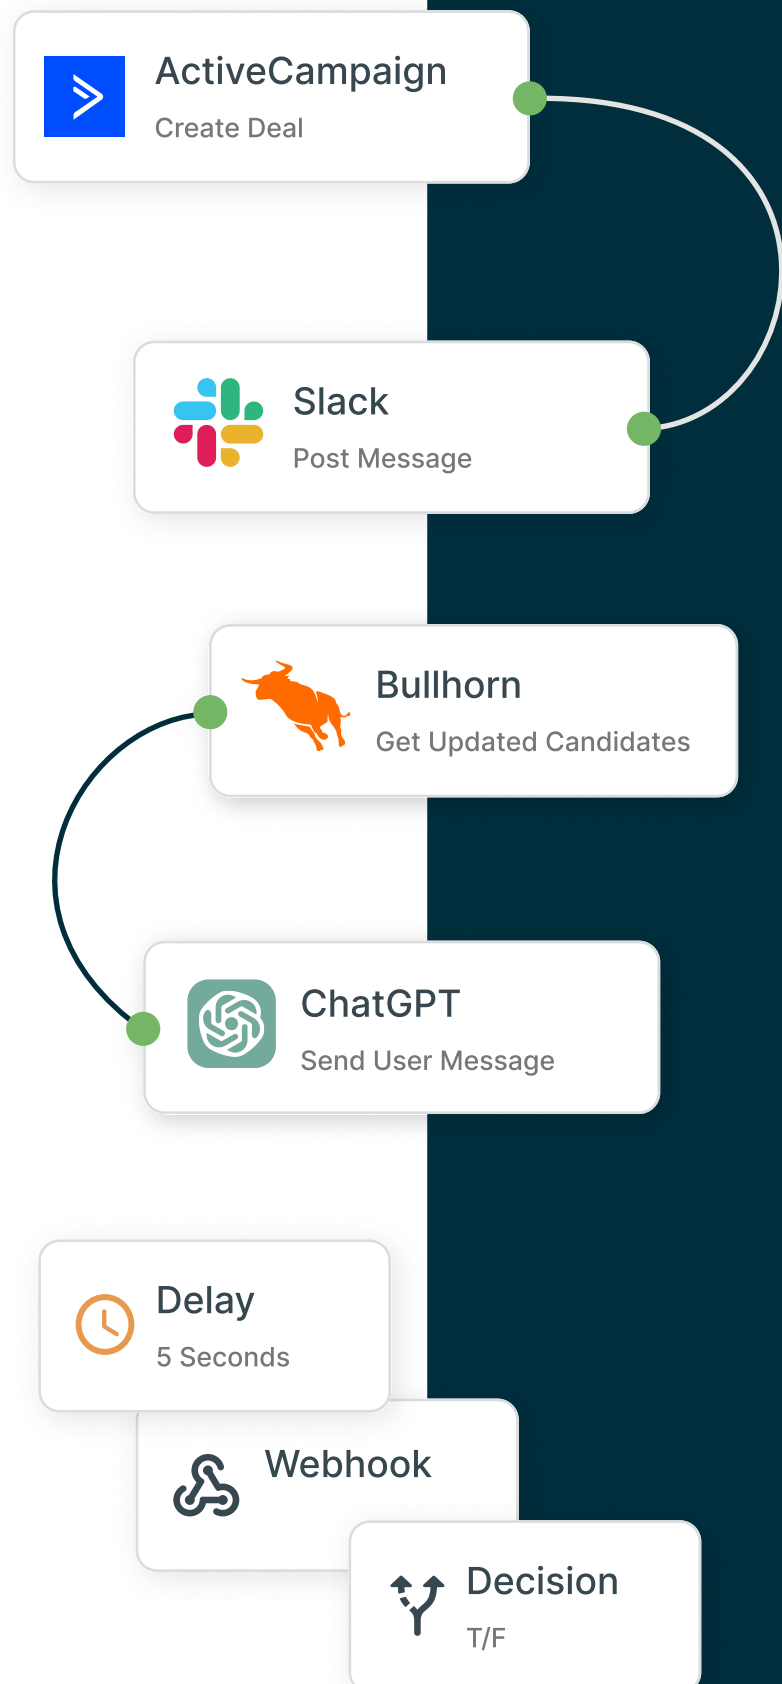 ActiveCampaign
Create Deal
Slack
Post Message
Bullhorn
Get Updated Candidates
ChatGPT
Send User Message
Delay
5 Seconds
Webhook
Decision
T/F